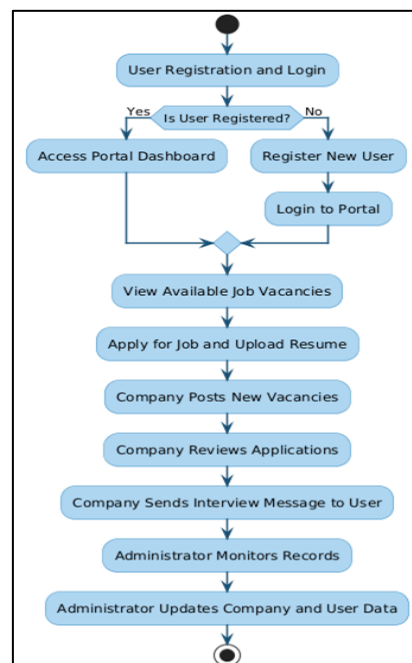 User Registration and Login
Yes
Is User Registered?
No
Access Portal Dashboard
Register New User
Login to Portal
View Available Job Vacancies
Apply for Job and Upload Resume
Company Posts New Vacancies
Company Reviews Applications
Company Sends Interview Message to User
Administrator Monitors Records
Administrator Updates Company and User Data